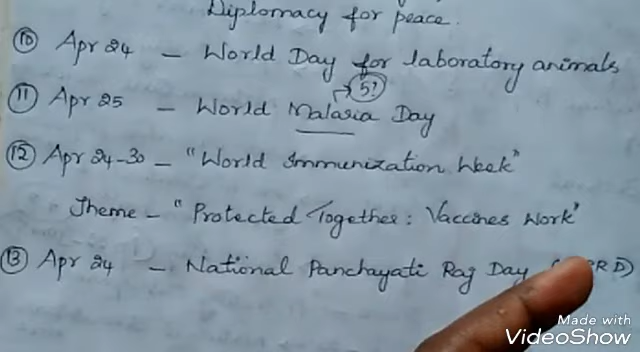 Diplomacy for peace.
⑩ Apr 24 - World Day for laboratory animals
5?
⑪ Apr 25 - World Malaria Day
⑫ Apr 24-30 - "World Immunization Week"
Theme - "Protected Together: Vaccines Work"
⑬ Apr 24 - National Panchayati Raj Day RD)
Made with
VideoShow